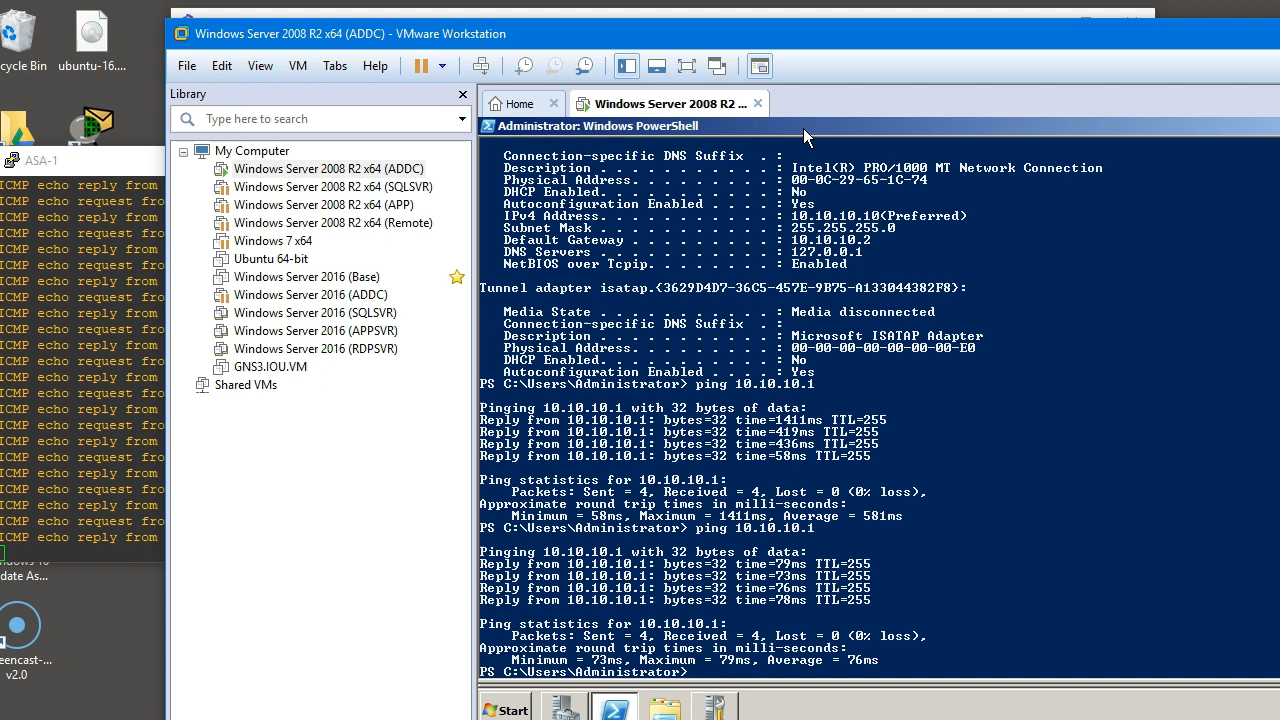 cycle Bin
ubuntu-16....
Windows Server 2008 R2 x64 (ADDC) - VMware Workstation
File Edit View VM Tabs Help
Library
Type here to search
My Computer
Windows Server 2008 R2 x64 (ADDC)
Windows Server 2008 R2 x64 (SQLSVR)
Windows Server 2008 R2 x64 (APP)
Windows Server 2008 R2 x64 (Remote)
Windows 7 x64
Ubuntu 64-bit
Windows Server 2016 (Base)
Windows Server 2016 (ADDC)
Windows Server 2016 (SQLSVR)
Windows Server 2016 (APPSVR)
Windows Server 2016 (RDPSVR)
GNS3.IOU.VM
Shared VMs
ASA-1
ICMP echo reply from
ICMP echo request fro
ICMP echo reply from
ICMP echo request fro
ICMP echo reply from
ICMP echo request fro
ICMP echo reply from
ICMP echo request fro
ICMP echo reply from
ICMP echo request fro
ICMP echo reply from
ICMP echo request fro
ICMP echo reply from
ICMP echo request fro
ICMP echo reply from
ICMP echo request fro
ICMP echo reply from
ICMP echo request fro
ICMP echo reply from
ICMP echo request fro
ICMP echo request fro
ICMP echo request fro
ICMP echo reply from
date As...
eencast-...
v2.0
Home
Windows Server 2008 R2 ...
Administrator: Windows PowerShell
Connection-specific DNS Suffix . :
Description . . . . . . . . . . . : Intel(R) PRO/1000 MT Network Connection
Physical Address. . . . . . . . . : 00-0C-29-65-1C-74
DHCP Enabled. . . . . . . . . . . : No
Autoconfiguration Enabled . . . . : Yes
IPv4 Address. . . . . . . . . . . : 10.10.10.10(Preferred)
Subnet Mask . . . . . . . . . . . : 255.255.255.0
Default Gateway . . . . . . . . . : 10.10.10.2
DNS Servers . . . . . . . . . . . : 127.0.0.1
NetBIOS over Tcpip. . . . . . . . : Enabled
Tunnel adapter isatap.{3629D4D7-36C5-457E-9B75-A133044382F8}:
Media State . . . . . . . . . . . : Media disconnected
Connection-specific DNS Suffix . :
Description . . . . . . . . . . . : Microsoft ISATAP Adapter
Physical Address. . . . . . . . . : 00-00-00-00-00-00-00-E0
DHCP Enabled. . . . . . . . . . . : No
Autoconfiguration Enabled . . . . : Yes
PS C:\Users\Administrator> ping 10.10.10.1
Pinging 10.10.10.1 with 32 bytes of data:
Reply from 10.10.10.1: bytes=32 time=1411ms TTL=255
Reply from 10.10.10.1: bytes=32 time=419ms TTL=255
Reply from 10.10.10.1: bytes=32 time=436ms TTL=255
Reply from 10.10.10.1: bytes=32 time=58ms TTL=255
Ping statistics for 10.10.10.1:
Packets: Sent = 4, Received = 4, Lost = 0 (0% loss),
Approximate round trip times in milli-seconds:
Minimum = 58ms, Maximum = 1411ms, Average = 581ms
PS C:\Users\Administrator> ping 10.10.10.1
Pinging 10.10.10.1 with 32 bytes of data:
Reply from 10.10.10.1: bytes=32 time=79ms TTL=255
Reply from 10.10.10.1: bytes=32 time=73ms TTL=255
Reply from 10.10.10.1: bytes=32 time=76ms TTL=255
Reply from 10.10.10.1: bytes=32 time=78ms TTL=255
Ping statistics for 10.10.10.1:
Packets: Sent = 4, Received = 4, Lost = 0 (0% loss),
Approximate round trip times in milli-seconds:
Minimum = 73ms, Maximum = 79ms, Average = 76ms
PS C:\Users\Administrator>
Start